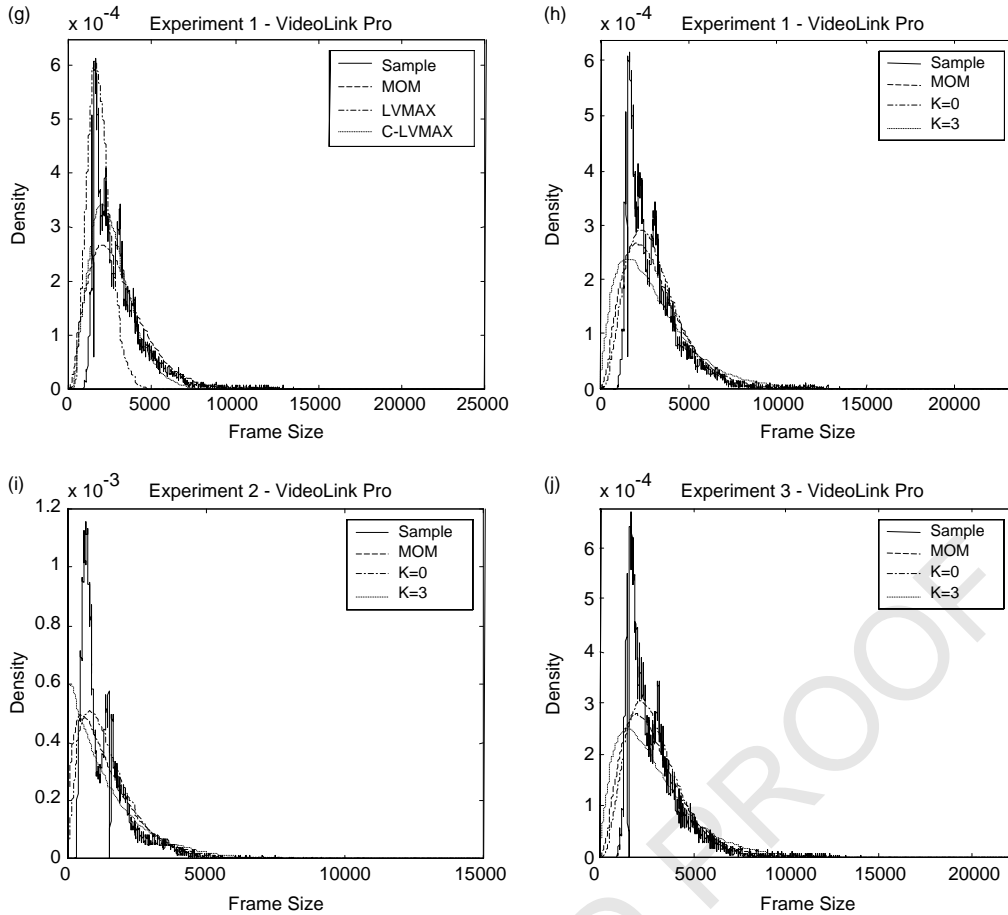 (g)
x 10-4
Experiment 1 - VideoLink Pro
6
5
4
3
2
1
0
Density
Sample
MOM
LVMAX
C-LVMAX
0 5000 10000 15000 20000 25000
Frame Size
(h)
x 10-4
Experiment 1 - VideoLink Pro
6
5
4
3
2
1
0
Density
Sample
MOM
K=0
K=3
0 5000 10000 15000 20000
Frame Size
(i)
x 10-3
Experiment 2 - VideoLink Pro
1.2
1
0.8
0.6
0.4
0.2
0
Density
Sample
MOM
K=0
K=3
0 5000 10000 15000
Frame Size
(j)
x 10-4
Experiment 3 - VideoLink Pro
6
5
4
3
2
1
0
Density
Sample
MOM
K=0
K=3
0 5000 10000 15000 20000
Frame Size
PROOF